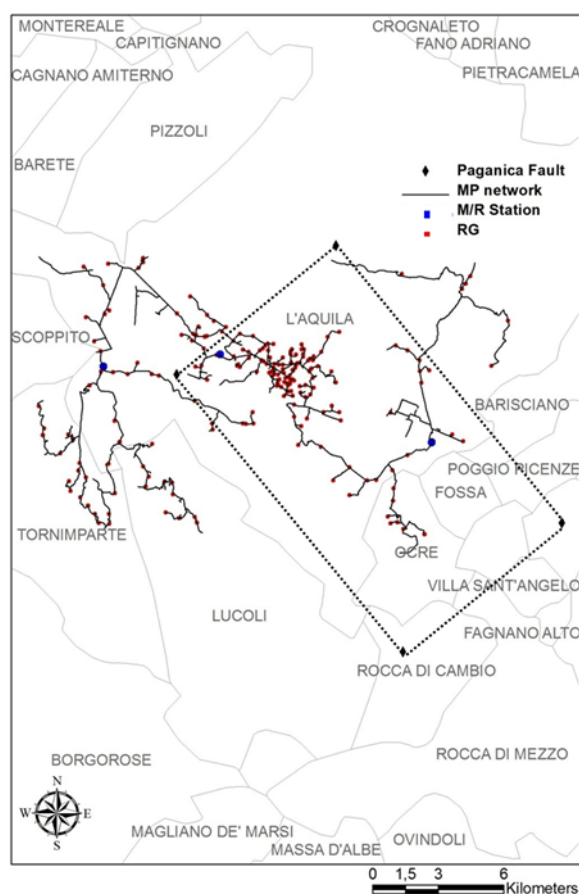 MONTEREALE
CROGNALETO
CAPITIGNANO
FANO ADRIANO
CAGNANO AMITERNO
PIETRACAMELA
PIZZOLI
BARETE
Paganica Fault
MP network
M/R Station
RG
L'AQUILA
SCOPPITO
BARISCIANO
POGGIO PICENZE
FOSSA
TORNIMPARTE
OCRE
VILLA SANT'ANGELO
LUCOLI
FAGNANO ALTO
ROCCA DI CAMBIO
BORGOROSE
ROCCA DI MEZZO
N
W
E
S
MAGLIANO DE' MARSI
OVINDOLI
MASSA D'ALBE
0 1,5 3 6
Kilometers